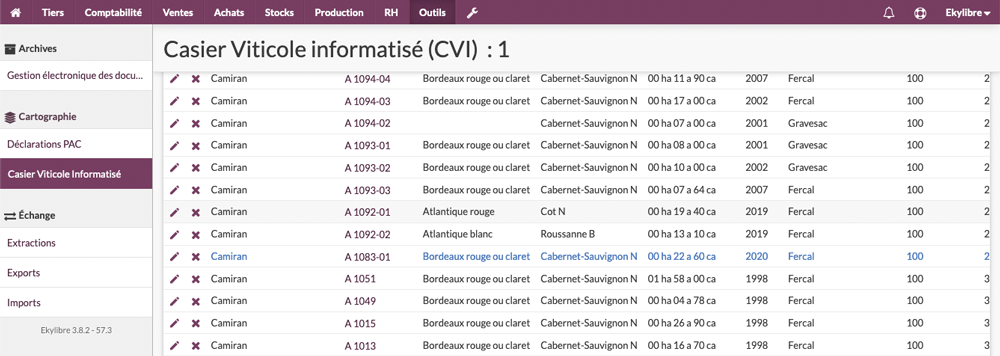 Tiers Comptabilité Ventes Achats Stocks Production RH Outils Ekylibre
Archives
Gestion électronique des docu...
Cartographie
Déclarations PAC
Casier Viticole Informatisé
Échange
Extractions
Exports
Imports
Ekylibre 3.8.2 - 57.3
Casier Viticole informatisé (CVI) : 1
Camiran A 1094-04 Bordeaux rouge ou claret Cabernet-Sauvignon N 00 ha 11 a 90 ca 2007 Fercal 100 2
Camiran A 1094-03 Bordeaux rouge ou claret Cabernet-Sauvignon N 00 ha 17 a 00 ca 2002 Fercal 100 2
Camiran A 1094-02 Cabernet-Sauvignon N 00 ha 07 a 00 ca 2001 Gravesac 100 2
Camiran A 1093-01 Bordeaux rouge ou claret Cabernet-Sauvignon N 00 ha 08 a 00 ca 2001 Gravesac 100 2
Camiran A 1093-02 Bordeaux rouge ou claret Cabernet-Sauvignon N 00 ha 10 a 00 ca 2002 Gravesac 100 2
Camiran A 1093-03 Bordeaux rouge ou claret Cabernet-Sauvignon N 00 ha 07 a 64 ca 2007 Fercal 100 2
Camiran A 1092-01 Atlantique rouge Cot N 00 ha 19 a 40 ca 2019 Fercal 100 2
Camiran A 1092-02 Atlantique blanc Roussanne B 00 ha 13 a 10 ca 2019 Fercal 100 2
Camiran A 1083-01 Bordeaux rouge ou claret Cabernet-Sauvignon N 00 ha 22 a 60 ca 2020 Fercal 100 2
Camiran A 1051 Bordeaux rouge ou claret Cabernet-Sauvignon N 01 ha 58 a 00 ca 1998 Fercal 100 3
Camiran A 1049 Bordeaux rouge ou claret Cabernet-Sauvignon N 00 ha 04 a 78 ca 1998 Fercal 100 3
Camiran A 1015 Bordeaux rouge ou claret Cabernet-Sauvignon N 00 ha 26 a 90 ca 1998 Fercal 100 3
Camiran A 1013 Bordeaux rouge ou claret Cabernet-Sauvignon N 00 ha 16 a 70 ca 1998 Fercal 100 3